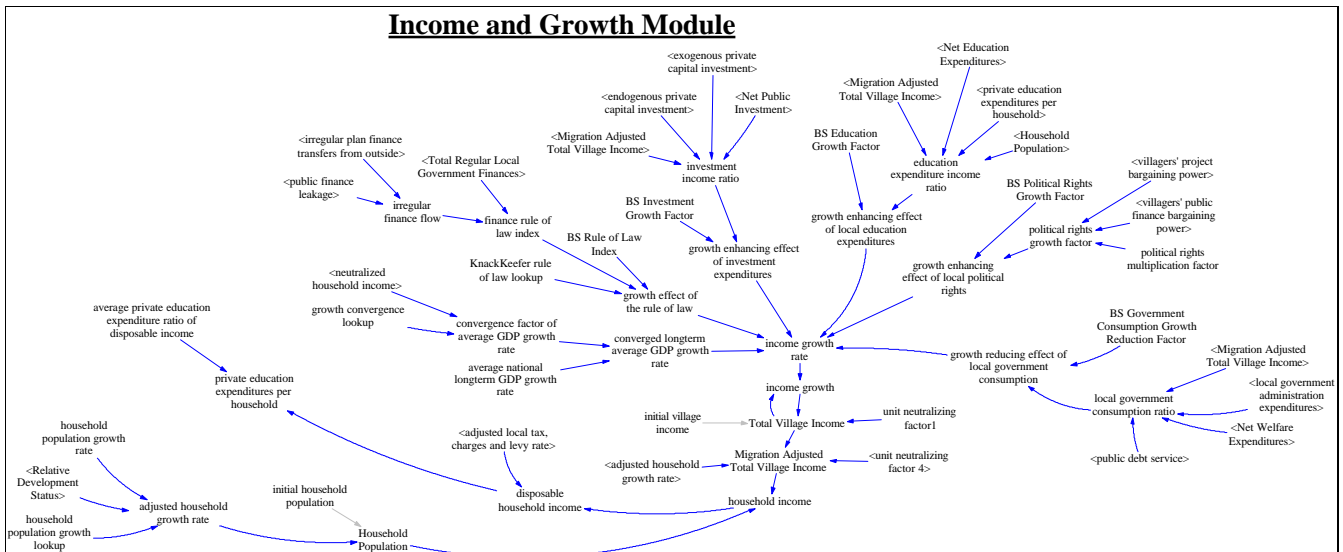 Income and Growth Module
<exogenous private
capital investment>
<endogenous private
capital investment>
<Net Public
Investment>
<Migration Adjusted
Total Village Income>
investment
income ratio
<Net Education
Expenditures>
<Migration Adjusted
Total Village Income>
<private education
expenditures per
household>
<Household
Population>
education
expenditure income
ratio
BS Education
Growth Factor
growth enhancing effect
of local education
expenditures
<irregular plan finance
transfers from outside>
<public finance
leakage>
irregular
finance flow
<Total Regular Local
Government Finances>
finance rule of
law index
BS Investment
Growth Factor
growth enhancing effect
of investment
expenditures
BS Political Rights
Growth Factor
<villagers' project
bargaining power>
<villagers' public
finance bargaining
power>
political rights
growth factor
political rights
multiplication factor
growth enhancing
effect of local political
rights
BS Rule of Law
Index
KnackKeefer rule
of law lookup
growth effect of
the rule of law
<neutralized
household income>
growth convergence
lookup
convergence factor of
average GDP growth
rate
average national
longterm GDP growth
rate
converged longterm
average GDP growth
rate
income growth
rate
BS Government
Consumption Growth
Reduction Factor
growth reducing effect of
local government
consumption
<Migration Adjusted
Total Village Income>
<local government
administration
expenditures>
local government
consumption ratio
<Net Welfare
Expenditures>
<public debt service>
average private education
expenditure ratio of
disposable income
private education
expenditures per
household
income growth
initial village
income
Total Village Income
unit neutralizing
factor1
<adjusted local tax,
charges and levy rate>
<adjusted household
growth rate>
Migration Adjusted
Total Village Income
<unit neutralizing
factor 4>
household
population growth
rate
<Relative
Development
Status>
household
population growth
lookup
adjusted household
growth rate
initial household
population
Household
Population
disposable
household income
household income